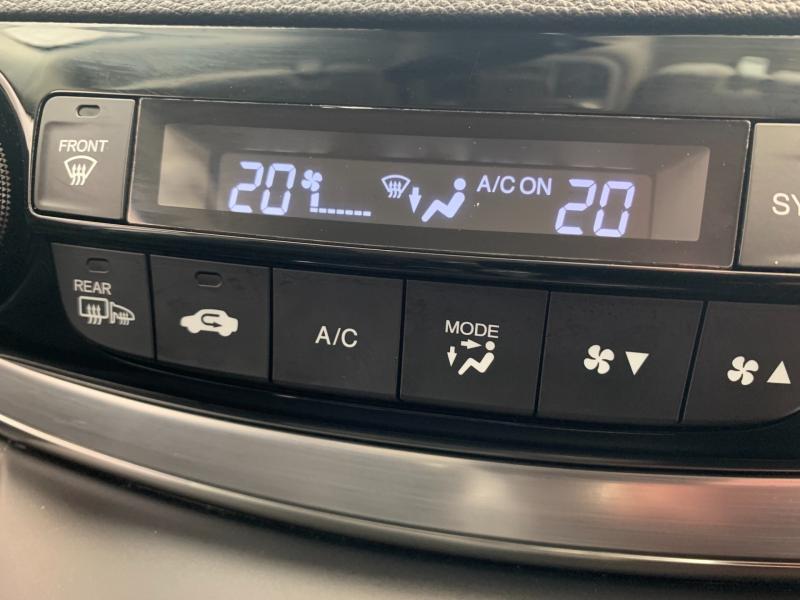 FRONT
20 A/C ON 20
SY
REAR
A/C
MODE